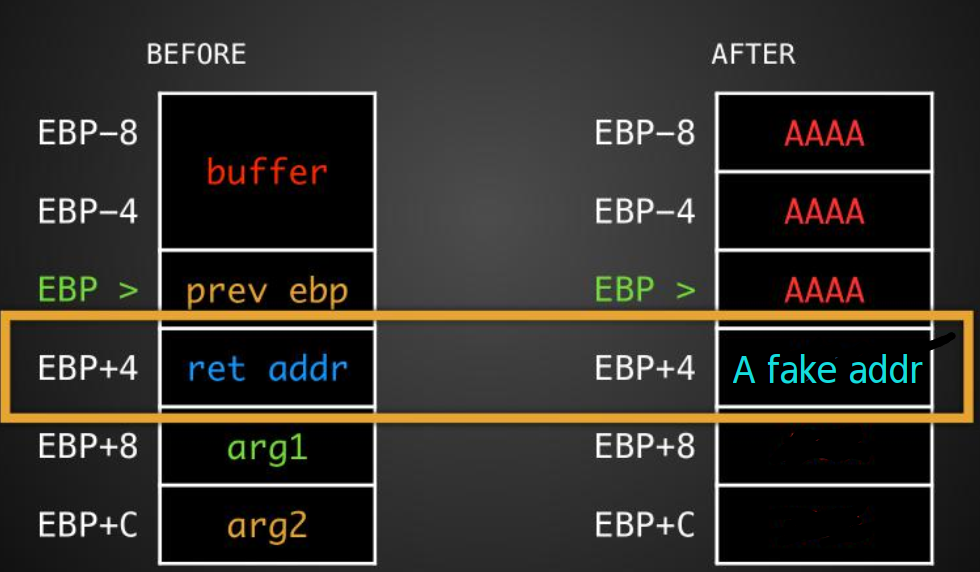 BEFORE AFTER
EBP-8 EBP-8 AAAA
buffer
EBP-4 EBP-4 AAAA
EBP > prev ebp EBP > AAAA
EBP+4 ret addr EBP+4 A fake addr
EBP+8 arg1 EBP+8
EBP+C arg2 EBP+C